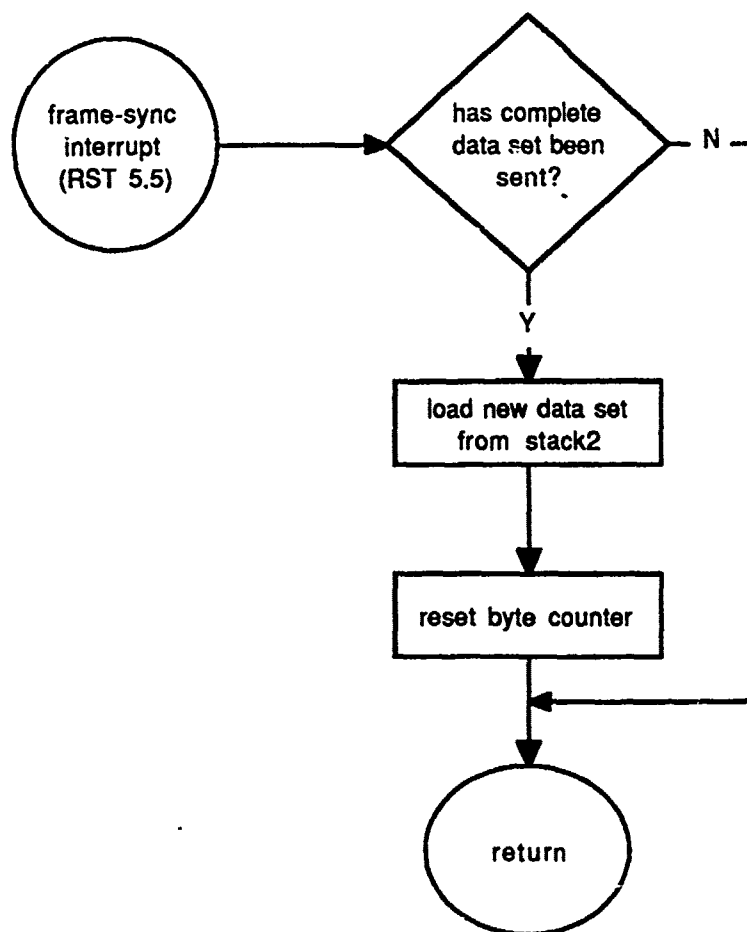 frame-sync
interrupt
(RST 5.5)
has complete
data set been
sent?
N
Y
load new data set
from stack2
reset byte counter
return